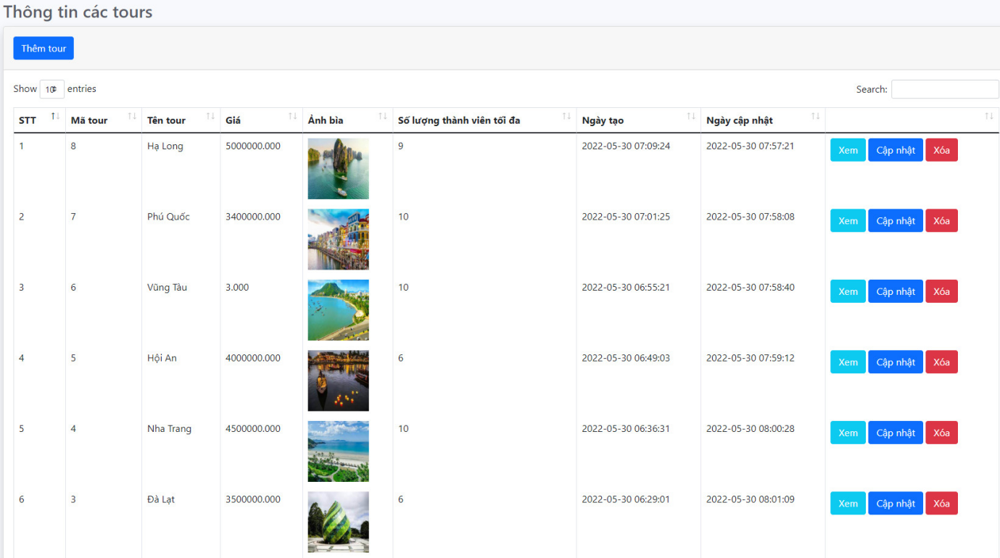 Thông tin các tours
Thêm tour
Show 10 entries Search:
STT Mã tour Tên tour Giá Ảnh bìa Số lượng thành viên tối đa Ngày tạo Ngày cập nhật
1 8 Hạ Long 5000000.000 9 2022-05-30 07:09:24 2022-05-30 07:57:21 Xem Cập nhật Xóa
2 7 Phú Quốc 3400000.000 10 2022-05-30 07:01:25 2022-05-30 07:58:08 Xem Cập nhật Xóa
3 6 Vũng Tàu 3.000 10 2022-05-30 06:55:21 2022-05-30 07:58:40 Xem Cập nhật Xóa
4 5 Hội An 4000000.000 6 2022-05-30 06:49:03 2022-05-30 07:59:12 Xem Cập nhật Xóa
5 4 Nha Trang 4500000.000 10 2022-05-30 06:36:31 2022-05-30 08:00:28 Xem Cập nhật Xóa
6 3 Đà Lạt 3500000.000 6 2022-05-30 06:29:01 2022-05-30 08:01:09 Xem Cập nhật Xóa